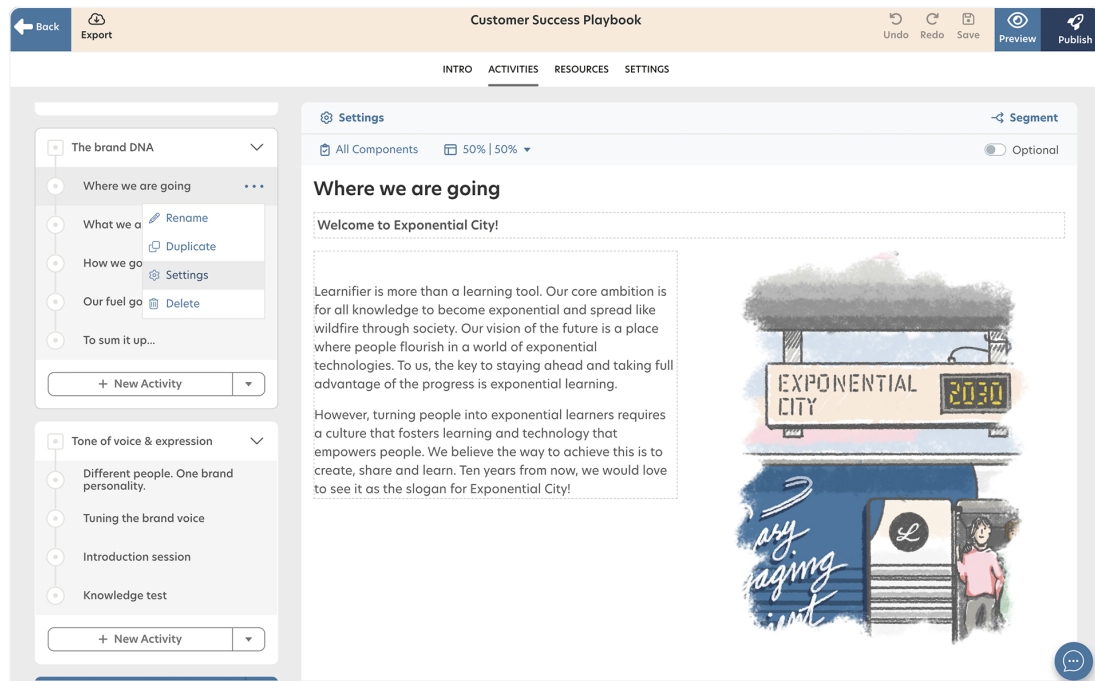 Back
Export
Customer Success Playbook
Undo
Redo
Save
Preview
Publish
INTRO
ACTIVITIES
RESOURCES
SETTINGS
The brand DNA
Where we are going
What we a
How we go
Our fuel go
To sum it up...
Rename
Duplicate
Settings
Delete
+ New Activity
Tone of voice & expression
Different people. One brand
personality.
Tuning the brand voice
Introduction session
Knowledge test
+ New Activity
Settings
Segment
All Components
50% | 50%
Optional
Where we are going
Welcome to Exponential City!
Learnifier is more than a learning tool. Our core ambition is
for all knowledge to become exponential and spread like
wildfire through society. Our vision of the future is a place
where people flourish in a world of exponential
technologies. To us, the key to staying ahead and taking full
advantage of the progress is exponential learning.
However, turning people into exponential learners requires
a culture that fosters learning and technology that
empowers people. We believe the way to achieve this is to
create, share and learn. Ten years from now, we would love
to see it as the slogan for Exponential City!
EXPONENTIAL
CITY
2030
L